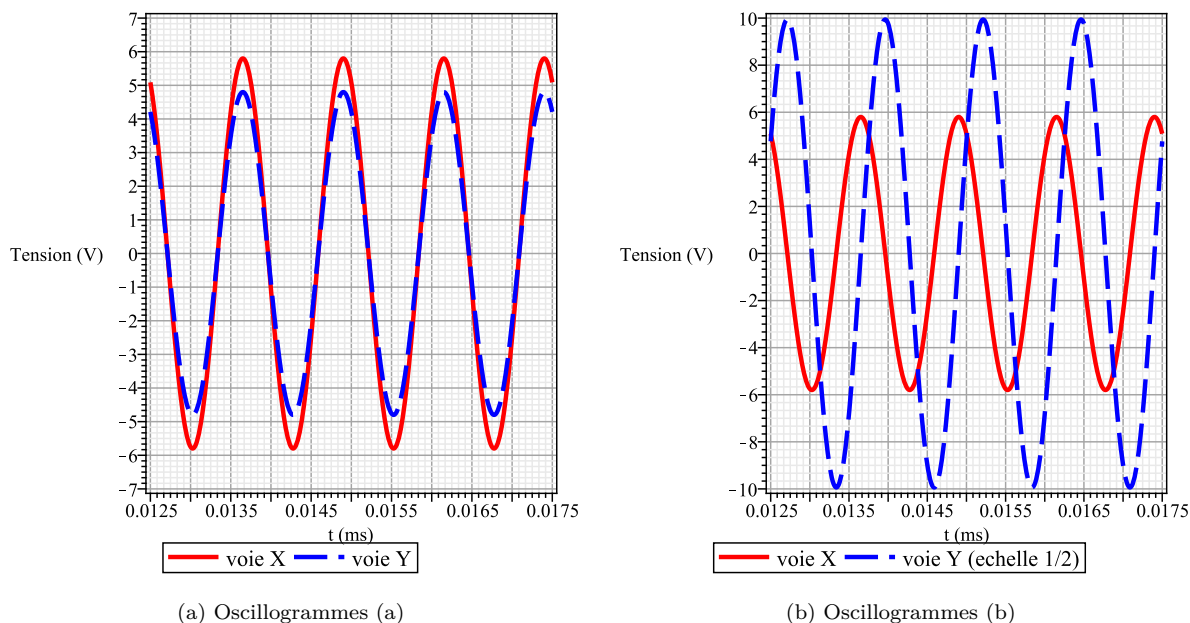 7
6
5
4
3
2
1
Tension (V)
0
−1
−2
−3
−4
−5
−6
−7
0.0125 0.0135 0.0145 0.0155 0.0165 0.0175
t (ms)
voie X voie Y
(a) Oscillogrammes (a)
10
8
6
4
2
Tension (V)
0
−2
−4
−6
−8
−10
0.0125 0.0135 0.0145 0.0155 0.0165 0.0175
t (ms)
voie X voie Y (echelle 1/2)
(b) Oscillogrammes (b)